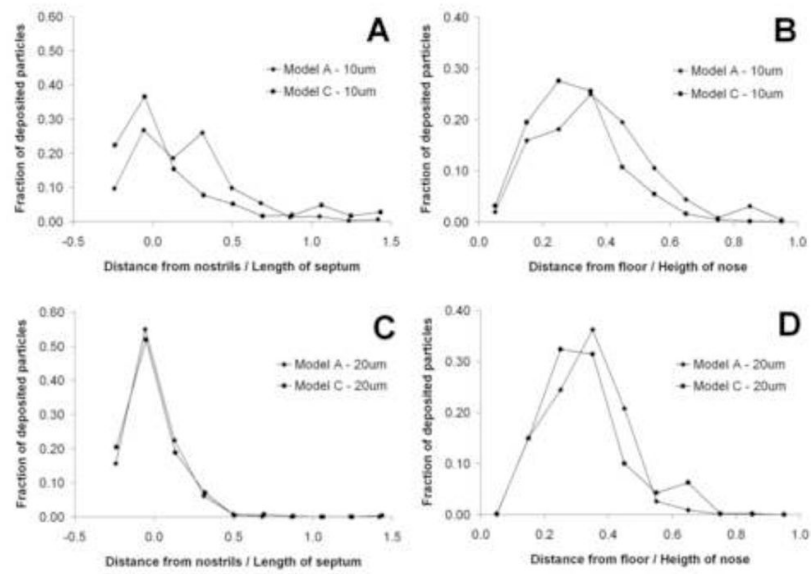 A
Fraction of deposited particles
0.60
0.50
0.40
0.30
0.20
0.10
0.00
Model A - 10um
Model C - 10um
-0.5
0.0
0.5
1.0
1.5
Distance from nostrils / Length of septum
B
Fraction of deposited particles
0.40
0.30
0.20
0.10
0.00
Model A - 10um
Model C - 10um
0.0
0.2
0.4
0.6
0.8
1.0
Distance from floor / Heigth of nose
C
Fraction of deposited particles
0.60
0.50
0.40
0.30
0.20
0.10
0.00
Model A - 20um
Model C - 20um
-0.5
0.0
0.5
1.0
1.5
Distance from nostrils / Length of septum
D
Fraction of deposited particles
0.40
0.30
0.20
0.10
0.00
Model A - 20um
Model C - 20um
0.0
0.2
0.4
0.6
0.8
1.0
Distance from floor / Heigth of nose